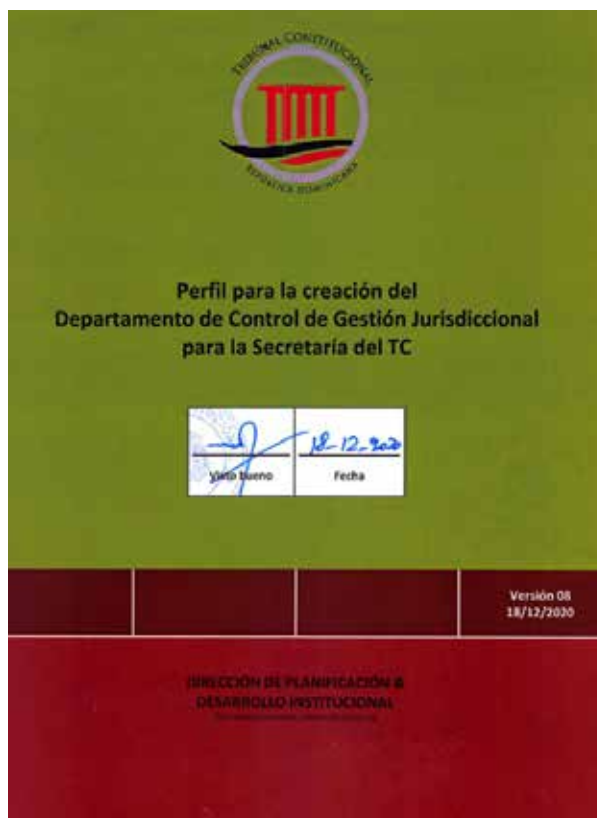 TRIBUNAL CONSTITUCIONAL
REPÚBLICA DOMINICANA
Perfil para la creación del
Departamento de Control de Gestión Jurisdiccional
para la Secretaría del TC
18-12-2020
Visto bueno
Fecha
Versión 08
18/12/2020
DIRECCIÓN DE PLANIFICACIÓN &
DESARROLLO INSTITUCIONAL